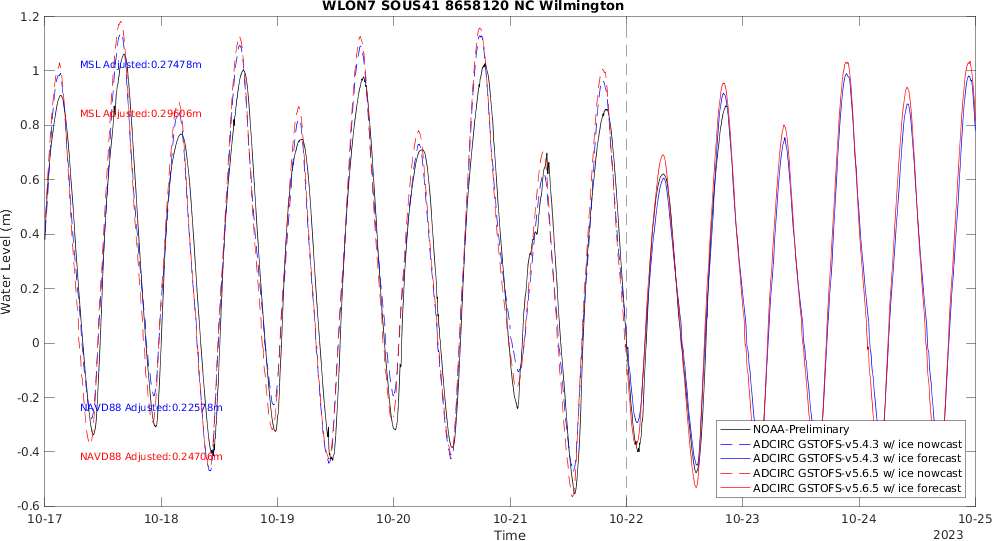 WLON7 SOUS41 8658120 NC Wilmington
1.2
1
0.8
0.6
0.4
0.2
0
-0.2
-0.4
-0.6
Water Level (m)
MSL Adjusted:0.27478m
MSL Adjusted:0.29606m
NAVD88 Adjusted:0.22578m
NAVD88 Adjusted:0.24706m
NOAA-Preliminary
ADCIRC GSTOFS-v5.4.3 w/ ice nowcast
ADCIRC GSTOFS-v5.4.3 w/ ice forecast
ADCIRC GSTOFS-v5.6.5 w/ ice nowcast
ADCIRC GSTOFS-v5.6.5 w/ ice forecast
10-17 10-18 10-19 10-20 10-21 10-22 10-23 10-24 10-25
Time
2023